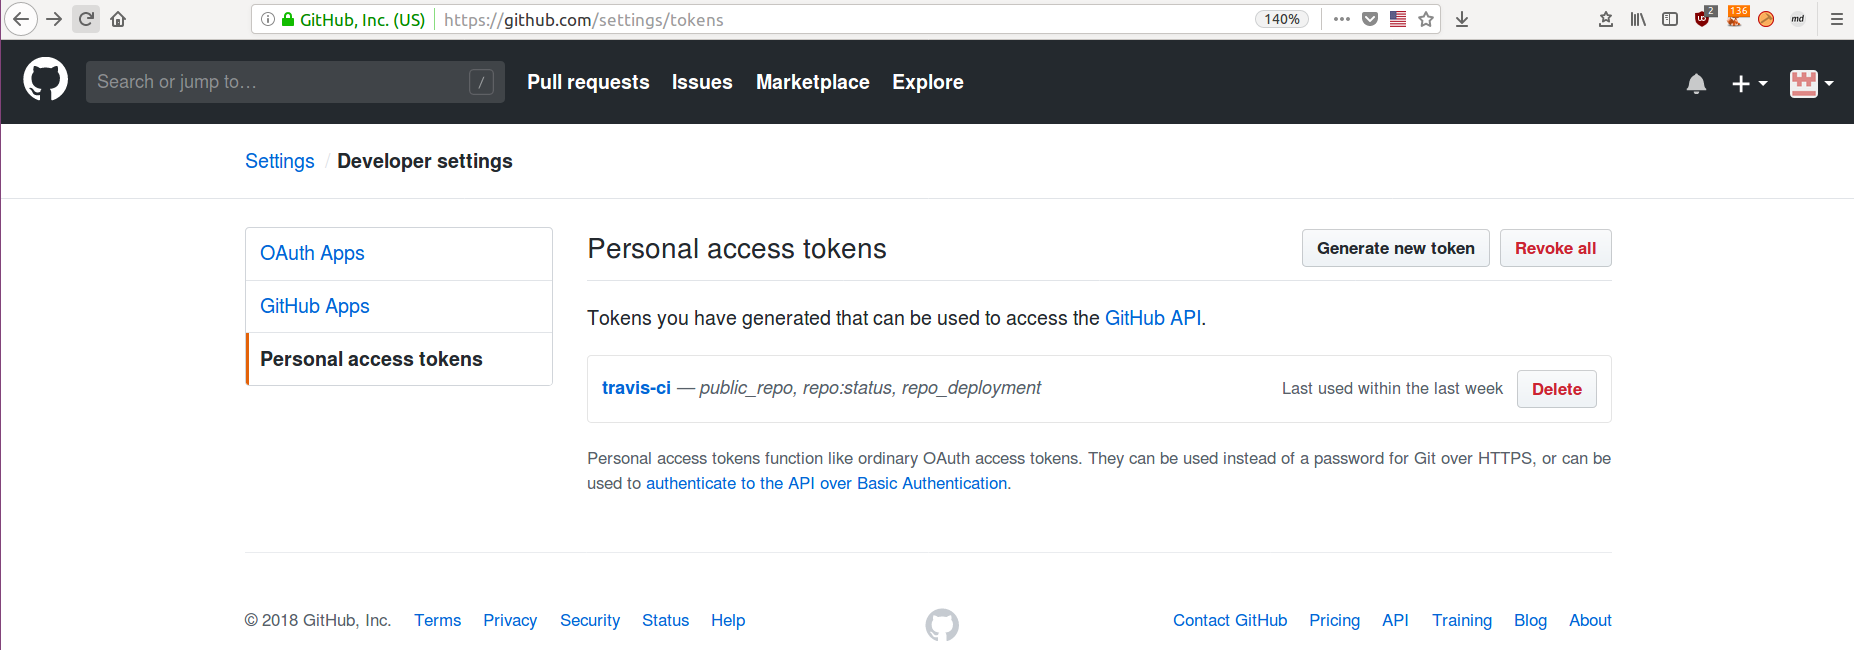 GitHub, Inc. (US) https://github.com/settings/tokens 140% 2 136 md
Search or jump to… / Pull requests Issues Marketplace Explore
Settings / Developer settings
OAuth Apps
GitHub Apps
Personal access tokens
Personal access tokens Generate new token Revoke all
Tokens you have generated that can be used to access the GitHub API.
travis-ci — public_repo, repo:status, repo_deployment Last used within the last week Delete
Personal access tokens function like ordinary OAuth access tokens. They can be used instead of a password for Git over HTTPS, or can be
used to authenticate to the API over Basic Authentication.
© 2018 GitHub, Inc. Terms Privacy Security Status Help Contact GitHub Pricing API Training Blog About